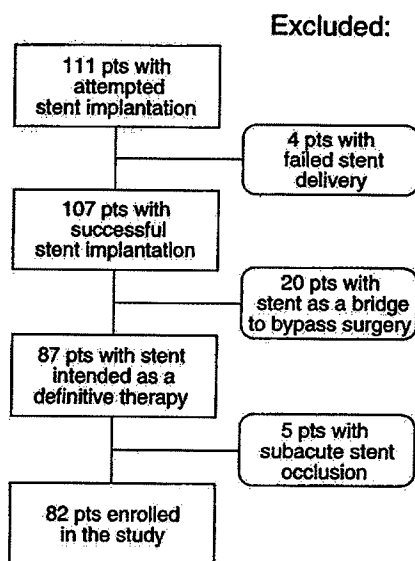 Excluded:
111 pts with
attempted
stent implantation
4 pts with
failed stent
delivery
107 pts with
successful
stent implantation
20 pts with
stent as a bridge
to bypass surgery
87 pts with stent
intended as a
definitive therapy
5 pts with
subacute stent
occlusion
82 pts enrolled
in the study